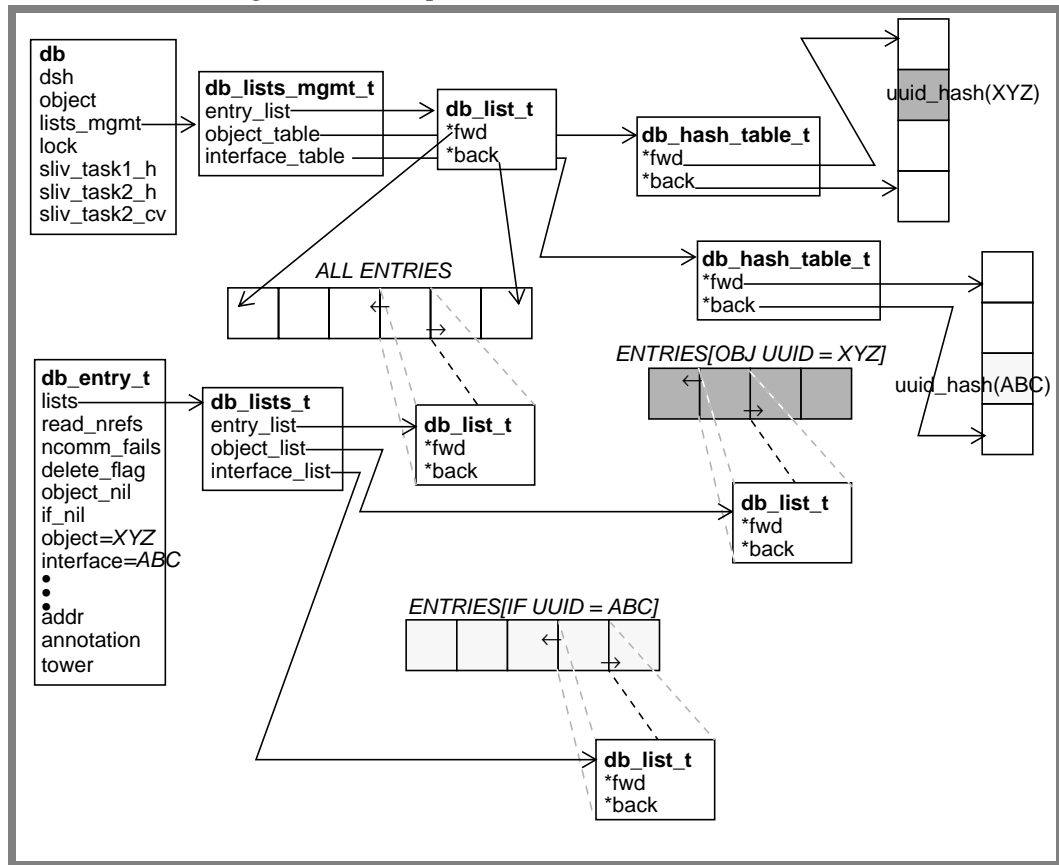 db
dsh
object
lists_mgmt
lock
sliv_task1_h
sliv_task2_h
sliv_task2_cv
db_lists_mgmt_t
entry_list
object_table
interface_table
db_list_t
*fwd
*back
db_hash_table_t
*fwd
*back
uuid_hash(XYZ)
db_hash_table_t
*fwd
*back
uuid_hash(ABC)
ALL ENTRIES
ENTRIES[OBJ UUID = XYZ]
db_entry_t
lists
read_nrefs
ncomm_fails
delete_flag
object_nil
if_nil
object=XYZ
interface=ABC
•
•
•
addr
annotation
tower
db_lists_t
entry_list
object_list
interface_list
db_list_t
*fwd
*back
db_list_t
*fwd
*back
ENTRIES[IF UUID = ABC]
db_list_t
*fwd
*back